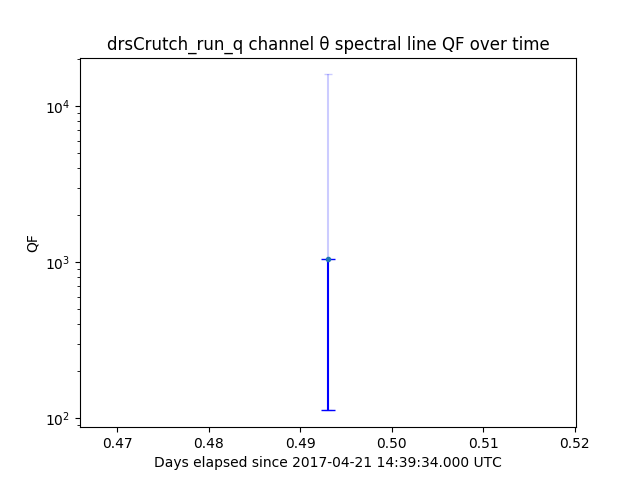 drsCrutch_run_q channel θ spectral line QF over time
QF
10⁴
10³
10²
0.47 0.48 0.49 0.50 0.51 0.52
Days elapsed since 2017-04-21 14:39:34.000 UTC